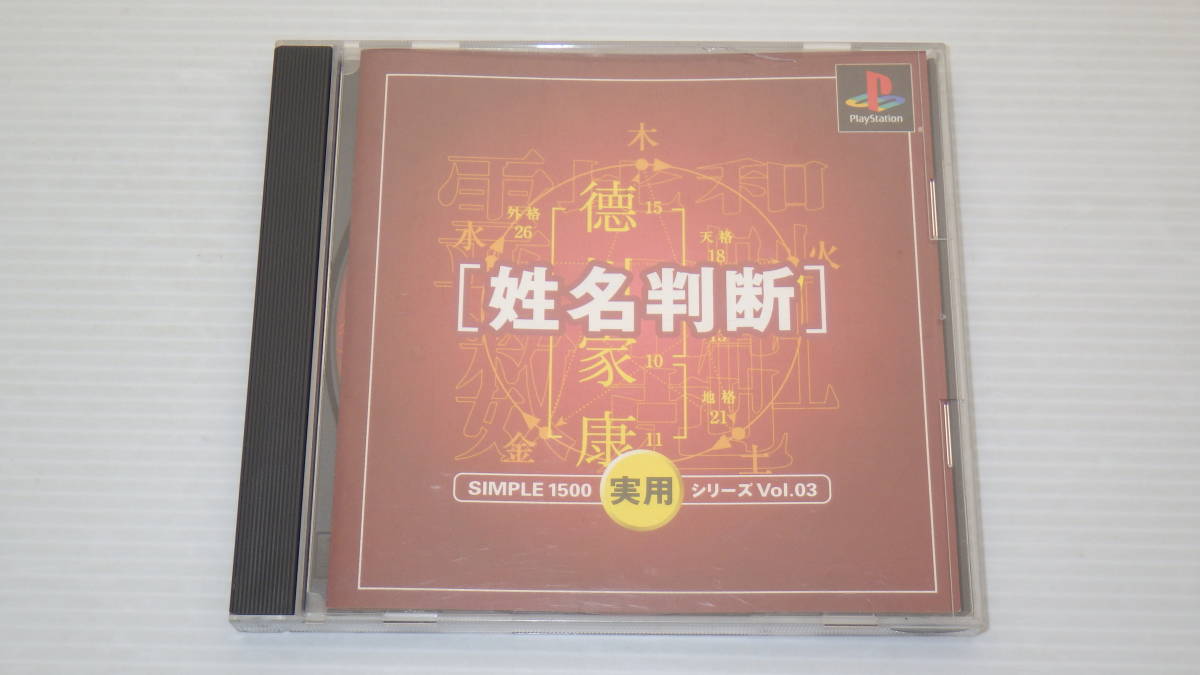 PlayStation
木
徳
15
外格
26
水
天格
18
火
[姓名判断]
家
10
地格
21
康
11
金
土
SIMPLE 1500 実用 シリーズ Vol.03